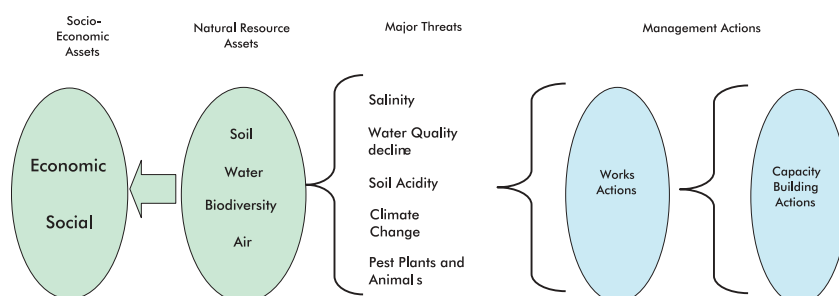 Socio-
Economic
Assets
Natural Resource
Assets
Major Threats
Management Actions
Economic
Social
Soil
Water
Biodiversity
Air
Salinity
Water Quality
decline
Soil Acidity
Climate
Change
Pest Plants and
Animals
Works
Actions
Capacity
Building
Actions